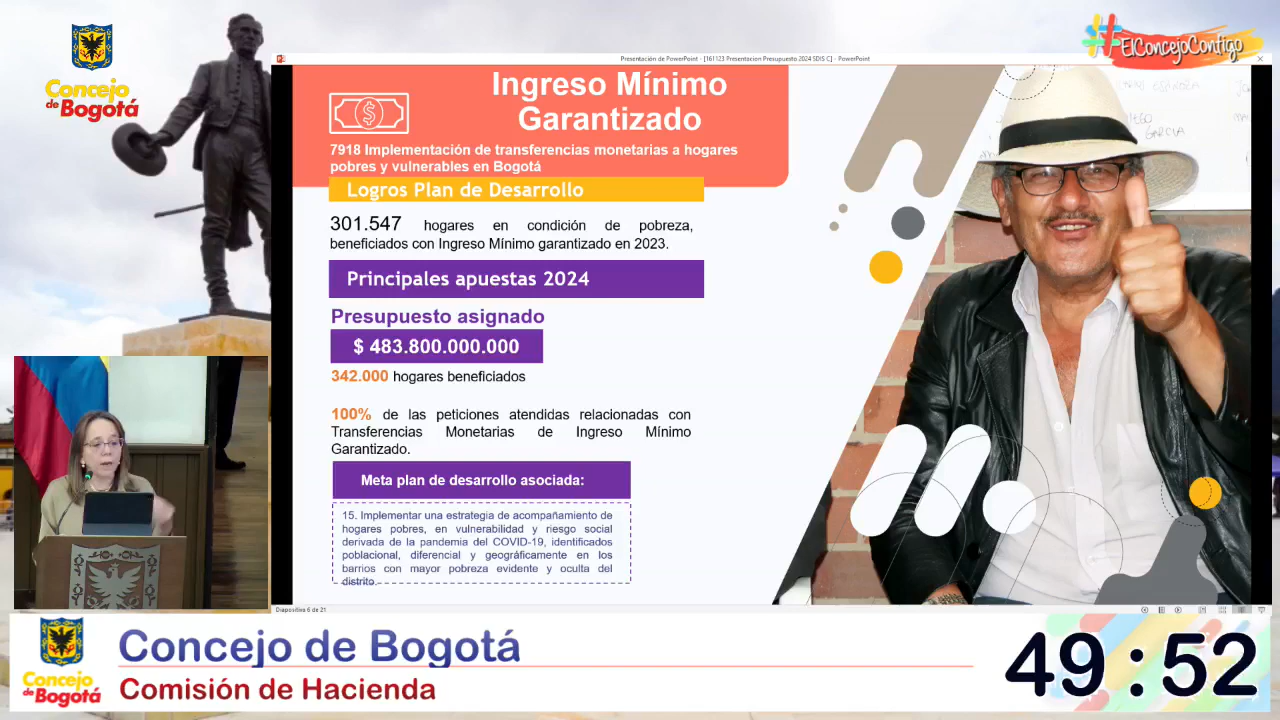 Concejo
de Bogotá
#ElConcejoContigo
Presentación de PowerPoint - [161123 Presentacion Presupuesto 2024 SDIS C] - PowerPoint
Ingreso Mínimo
Garantizado
7918 Implementación de transferencias monetarias a hogares
pobres y vulnerables en Bogotá
Logros Plan de Desarrollo
301.547 hogares en condición de pobreza,
beneficiados con Ingreso Mínimo garantizado en 2023.
Principales apuestas 2024
Presupuesto asignado
$ 483.800.000.000
342.000 hogares beneficiados
100% de las peticiones atendidas relacionadas con
Transferencias Monetarias de Ingreso Mínimo
Garantizado.
Meta plan de desarrollo asociada:
15. Implementar una estrategia de acompañamiento de
hogares pobres, en vulnerabilidad y riesgo social
derivada de la pandemia del COVID-19, identificados
poblacional, diferencial y geográficamente en los
barrios con mayor pobreza evidente y oculta del
distrito.
GARCIA
Diapositiva 6 de 21
Concejo
de Bogotá
Concejo de Bogotá
Comisión de Hacienda
49:52